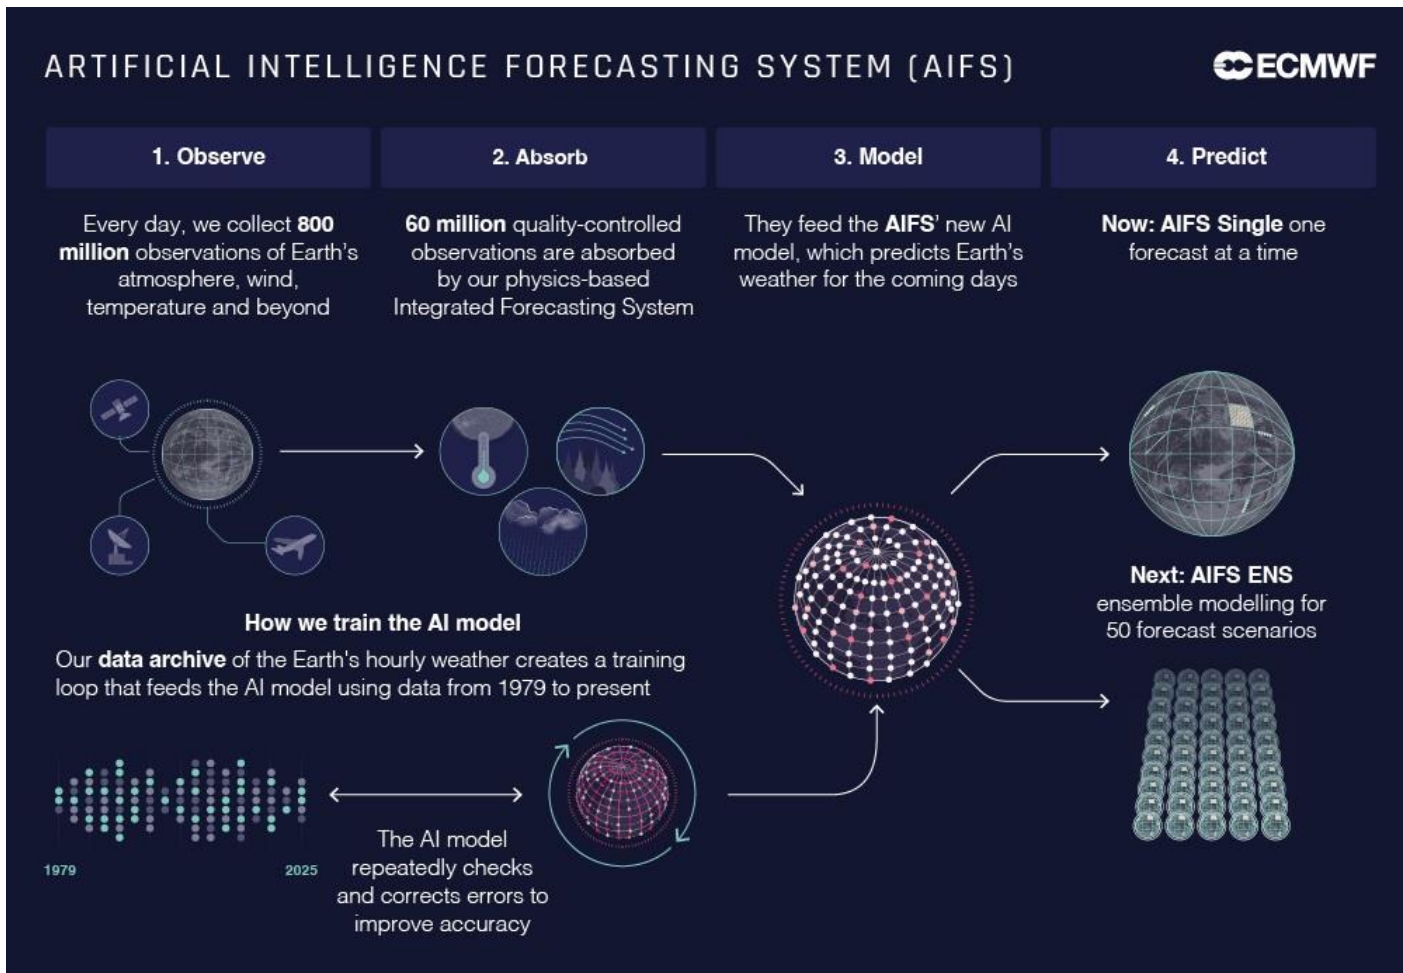 ARTIFICIAL INTELLIGENCE FORECASTING SYSTEM (AIFS)
ECMWF
1. Observe
Every day, we collect 800
million observations of Earth's
atmosphere, wind,
temperature and beyond
2. Absorb
60 million quality-controlled
observations are absorbed
by our physics-based
Integrated Forecasting System
3. Model
They feed the AIFS' new AI
model, which predicts Earth's
weather for the coming days
4. Predict
Now: AIFS Single one
forecast at a time
Next: AIFS ENS
ensemble modelling for
50 forecast scenarios
How we train the AI model
Our data archive of the Earth's hourly weather creates a training
loop that feeds the AI model using data from 1979 to present
1979
2025
The AI model
repeatedly checks
and corrects errors to
improve accuracy